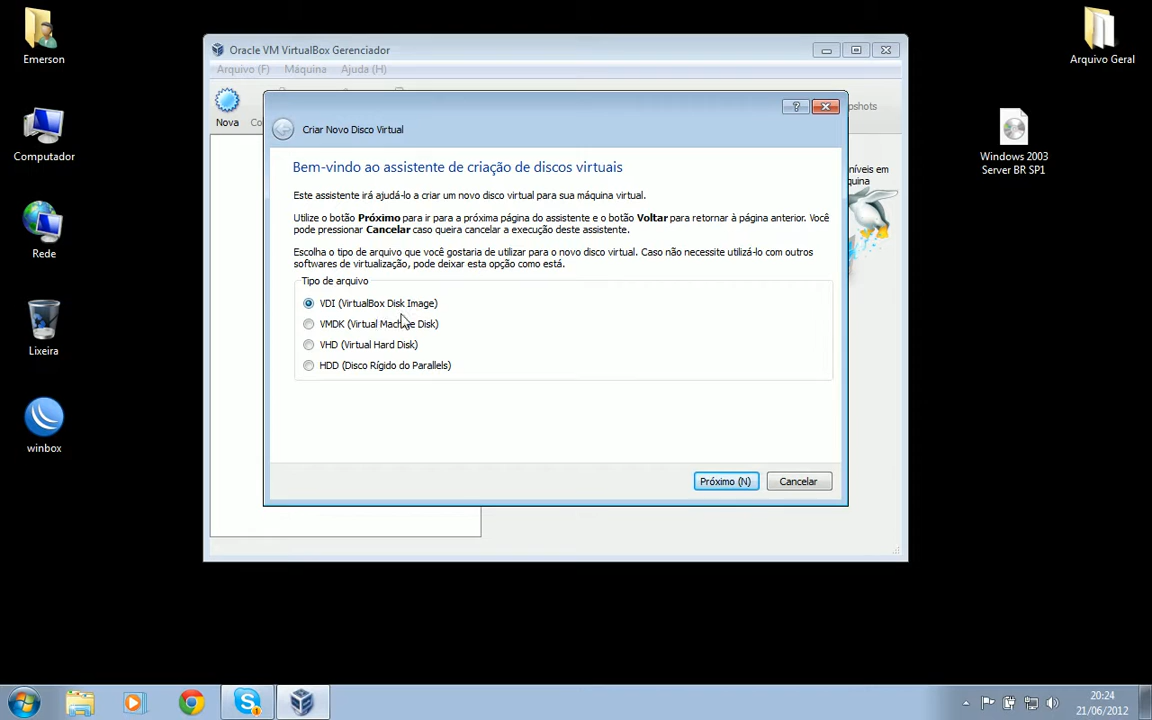 Emerson
Computador
Rede
Lixeira
winbox
Oracle VM VirtualBox Gerenciador
Arquivo (F) Máquina Ajuda (H)
Nova
Criar Novo Disco Virtual
Bem-vindo ao assistente de criação de discos virtuais
Este assistente irá ajudá-lo a criar um novo disco virtual para sua máquina virtual.
Utilize o botão Próximo para ir para a próxima página do assistente e o botão Voltar para retornar à página anterior. Você
pode pressionar Cancelar caso queira cancelar a execução deste assistente.
Escolha o tipo de arquivo que você gostaria de utilizar para o novo disco virtual. Caso não necessite utilizá-lo com outros
softwares de virtualização, pode deixar esta opção como está.
Tipo de arquivo
VDI (VirtualBox Disk Image)
VMDK (Virtual Machine Disk)
VHD (Virtual Hard Disk)
HDD (Disco Rígido do Parallels)
Próximo (N) Cancelar
Arquivo Geral
Windows 2003
Server BR SP1
20:24
21/06/2012